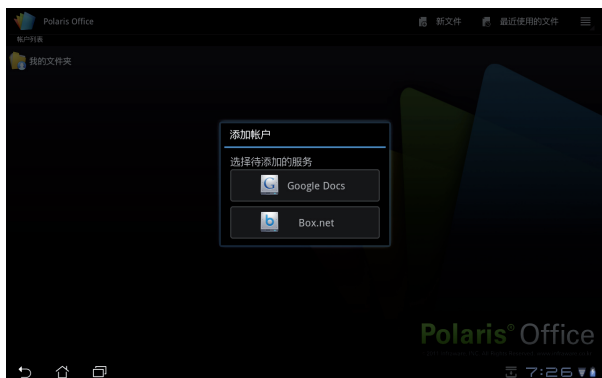 Polaris Office
新文件
最近使用的文件
帐户列表
我的文件夹
添加帐户
选择待添加的服务
Google Docs
Box.net
Polaris® Office
7:26